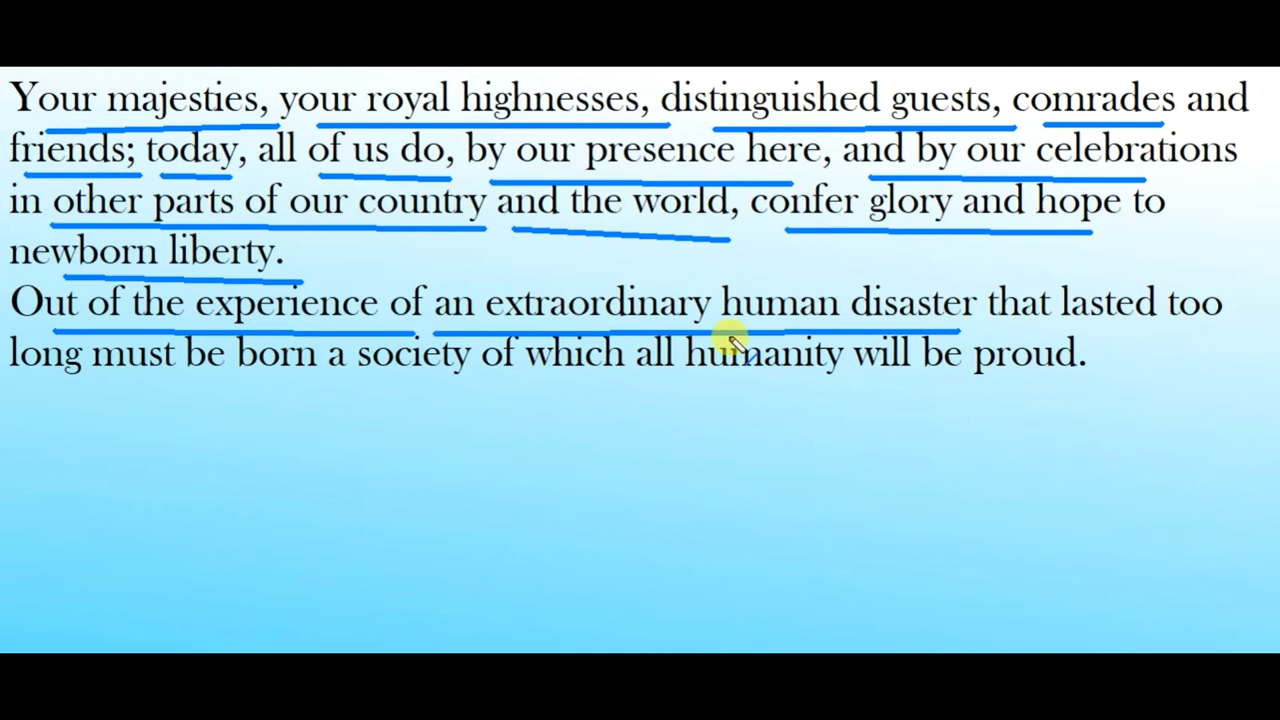 Your majesties, your royal highnesses, distinguished guests, comrades and
friends; today, all of us do, by our presence here, and by our celebrations
in other parts of our country and the world, confer glory and hope to
newborn liberty.
Out of the experience of an extraordinary human disaster that lasted too
long must be born a society of which all humanity will be proud.